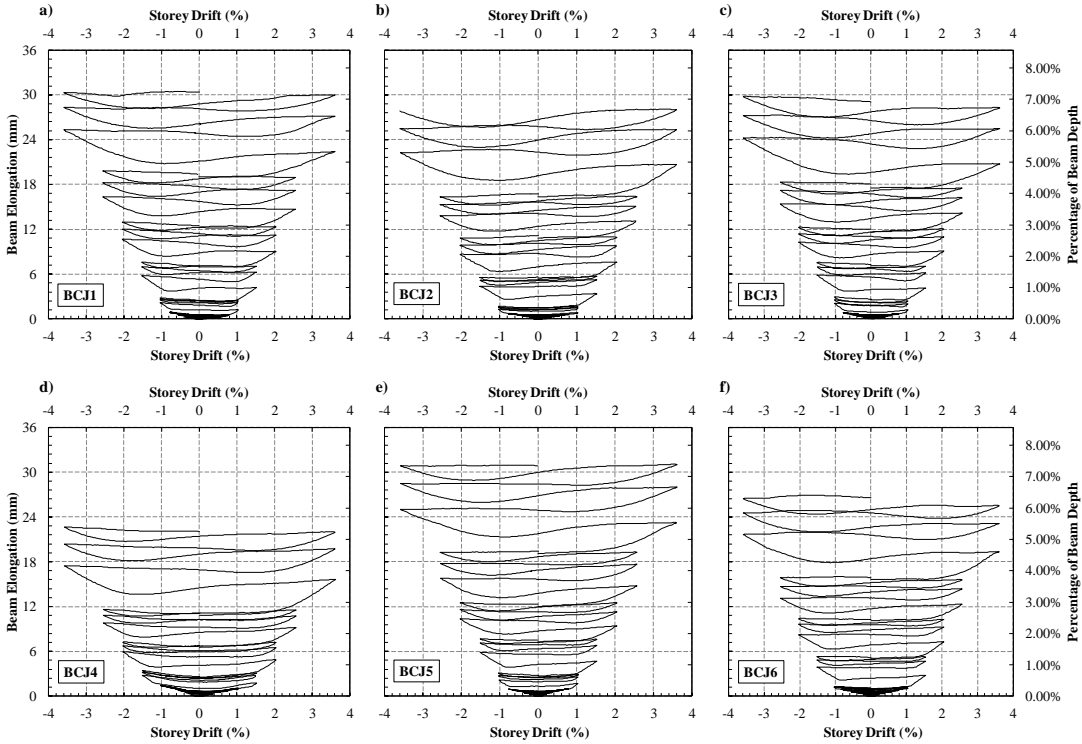 a) Storey Drift (%) b) Storey Drift (%) c) Storey Drift (%)
-4 -3 -2 -1 0 1 2 3 4 -4 -3 -2 -1 0 1 2 3 4 -4 -3 -2 -1 0 1 2 3 4
36
30
24
18
12
6
0
Beam Elongation (mm)
BCJ1
BCJ2
BCJ3
8.00%
7.00%
6.00%
5.00%
4.00%
3.00%
2.00%
1.00%
0.00%
Percentage of Beam Depth
-4 -3 -2 -1 0 1 2 3 4 -4 -3 -2 -1 0 1 2 3 4 -4 -3 -2 -1 0 1 2 3 4
Storey Drift (%) Storey Drift (%) Storey Drift (%)
d) Storey Drift (%) e) Storey Drift (%) f) Storey Drift (%)
-4 -3 -2 -1 0 1 2 3 4 -4 -3 -2 -1 0 1 2 3 4 -4 -3 -2 -1 0 1 2 3 4
36
30
24
18
12
6
0
Beam Elongation (mm)
BCJ4
BCJ5
BCJ6
8.00%
7.00%
6.00%
5.00%
4.00%
3.00%
2.00%
1.00%
0.00%
Percentage of Beam Depth
-4 -3 -2 -1 0 1 2 3 4 -4 -3 -2 -1 0 1 2 3 4 -4 -3 -2 -1 0 1 2 3 4
Storey Drift (%) Storey Drift (%) Storey Drift (%)